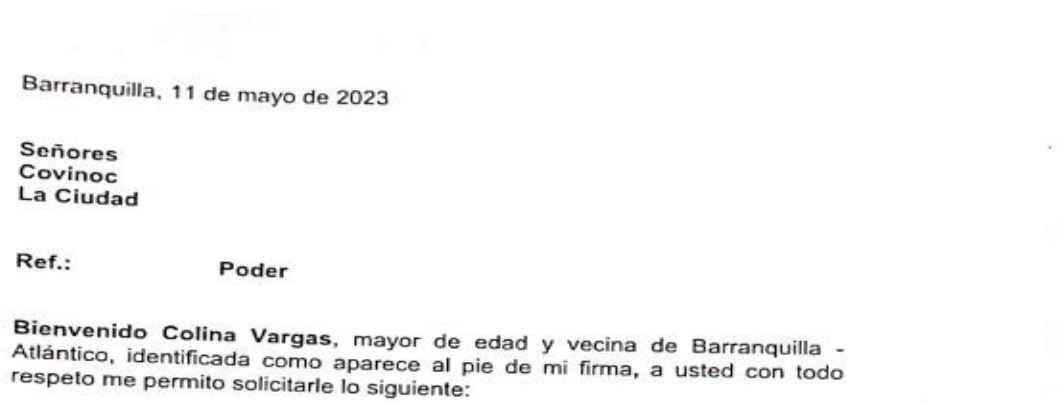 Barranquilla, 11 de mayo de 2023
Señores
Covinoc
La Ciudad
Ref.: Poder
Bienvenido Colina Vargas, mayor de edad y vecina de Barranquilla -
Atlántico, identificada como aparece al pie de mi firma, a usted con todo
respeto me permito solicitarle lo siguiente: